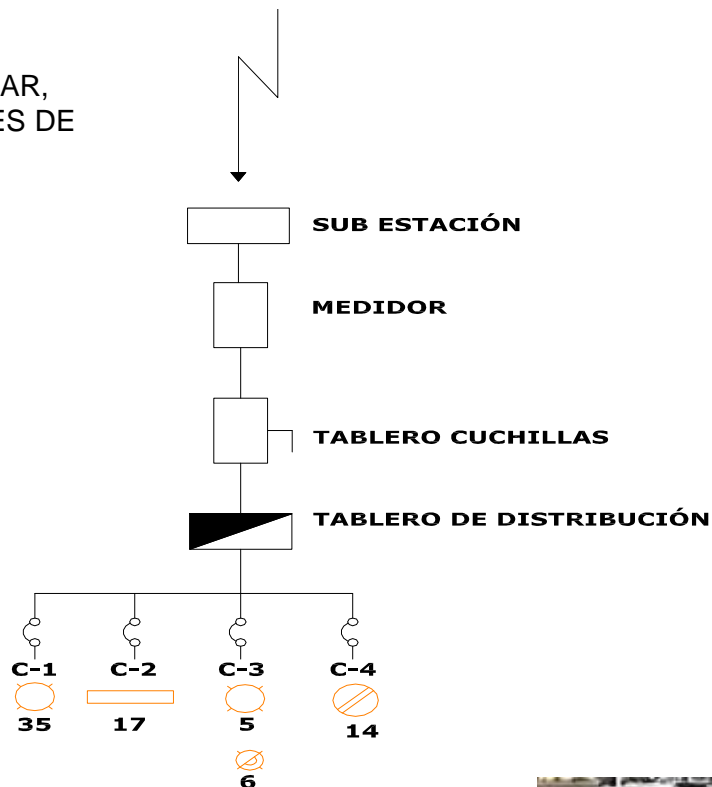 AR,
ES DE
SUB ESTACIÓN
MEDIDOR
TABLERO CUCHILLAS
TABLERO DE DISTRIBUCIÓN
C-1 C-2 C-3 C-4
35 17 5 14
6